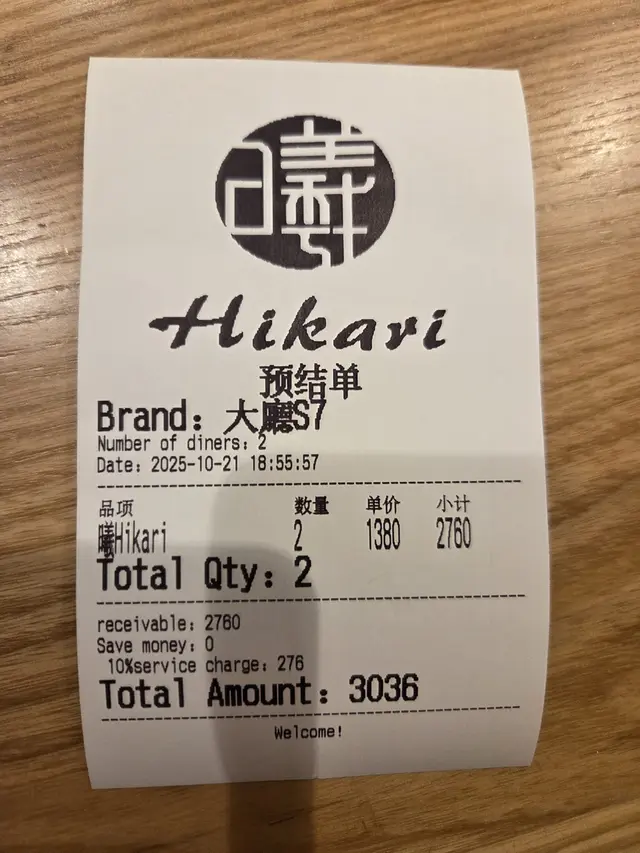 曦
Hikari
预结单
Brand: 大廳S7
Number of diners: 2
Date: 2025-10-21 18:55:57
品项 数量 单价 小计
曦Hikari 2 1380 2760
Total Qty: 2
receivable: 2760
Save money: 0
10%service charge: 276
Total Amount: 3036
Welcome!